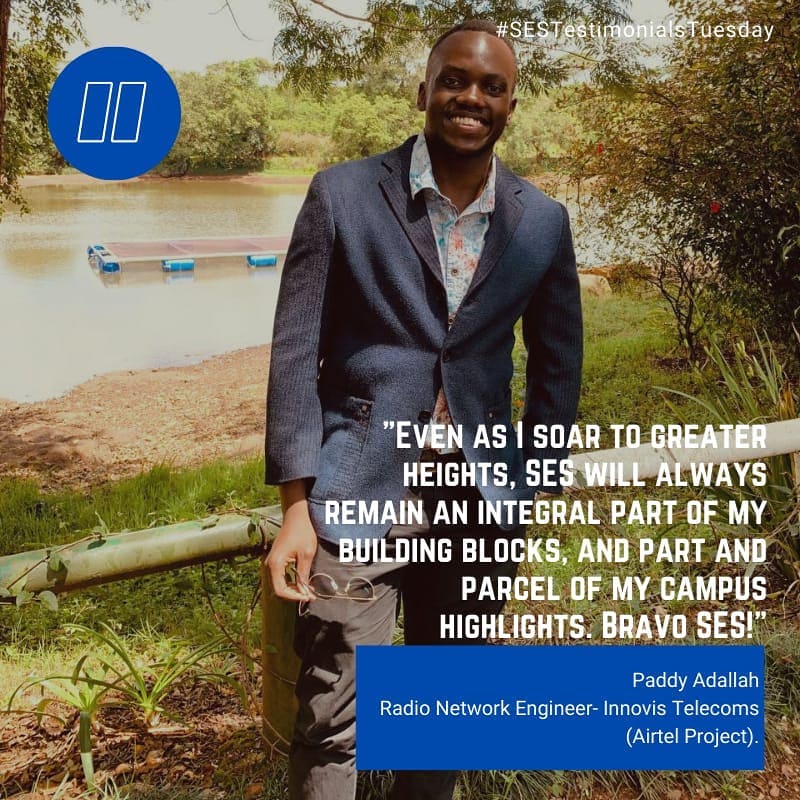 #SESTestimonialsTuesday
"Even as I soar to greater
heights, SES will always
remain an integral part of my
building blocks, and part and
parcel of my campus
highlights. Bravo SES!"
Paddy Adallah
Radio Network Engineer- Innovis Telecoms
(Airtel Project).